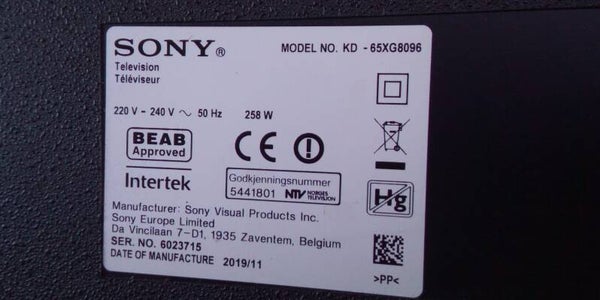 SONY®
MODEL NO. KD - 65XG8096
Television
Téléviseur
220 V - 240 V ~ 50 Hz 258 W
BEAB
Approved
CE
Intertek
Godkjenningsnummer
5441801 NTV NORGES TELEVISION
Hg
Manufacturer: Sony Visual Products Inc.
Sony Europe Limited
Da Vincilaan 7-D1, 1935 Zaventem, Belgium
SER. NO. 6023715
DATE OF MANUFACTURE 2019/11
>PP<